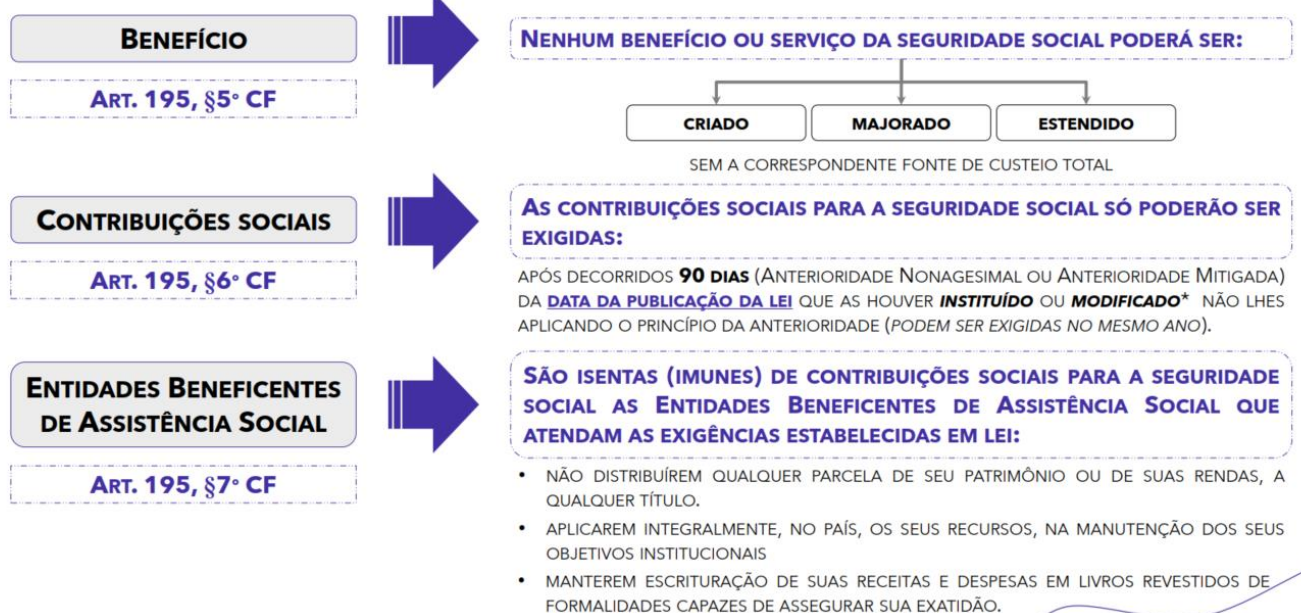 BENEFÍCIO
ART. 195, §5º CF
NENHUM BENEFÍCIO OU SERVIÇO DA SEGURIDADE SOCIAL PODERÁ SER:
CRIADO
MAJORADO
ESTENDIDO
SEM A CORRESPONDENTE FONTE DE CUSTEIO TOTAL
CONTRIBUIÇÕES SOCIAIS
ART. 195, §6º CF
AS CONTRIBUIÇÕES SOCIAIS PARA A SEGURIDADE SOCIAL SÓ PODERÃO SER
EXIGIDAS:
APÓS DECORRIDOS 90 DIAS (ANTERIORIDADE NONAGESIMAL OU ANTERIORIDADE MITIGADA)
DA DATA DA PUBLICAÇÃO DA LEI QUE AS HOUVER INSTITUÍDO OU MODIFICADO* NÃO LHES
APLICANDO O PRINCÍPIO DA ANTERIORIDADE (PODEM SER EXIGIDAS NO MESMO ANO).
ENTIDADES BENEFICENTES
DE ASSISTÊNCIA SOCIAL
ART. 195, §7º CF
SÃO ISENTAS (IMUNES) DE CONTRIBUIÇÕES SOCIAIS PARA A SEGURIDADE
SOCIAL AS ENTIDADES BENEFICENTES DE ASSISTÊNCIA SOCIAL QUE
ATENDAM AS EXIGÊNCIAS ESTABELECIDAS EM LEI:
• NÃO DISTRIBUÍREM QUALQUER PARCELA DE SEU PATRIMÔNIO OU DE SUAS RENDAS, A
QUALQUER TÍTULO.
• APLICAREM INTEGRALMENTE, NO PAÍS, OS SEUS RECURSOS, NA MANUTENÇÃO DOS SEUS
OBJETIVOS INSTITUCIONAIS
• MANTEREM ESCRITURAÇÃO DE SUAS RECEITAS E DESPESAS EM LIVROS REVESTIDOS DE
FORMALIDADES CAPAZES DE ASSEGURAR SUA EXATIDÃO.